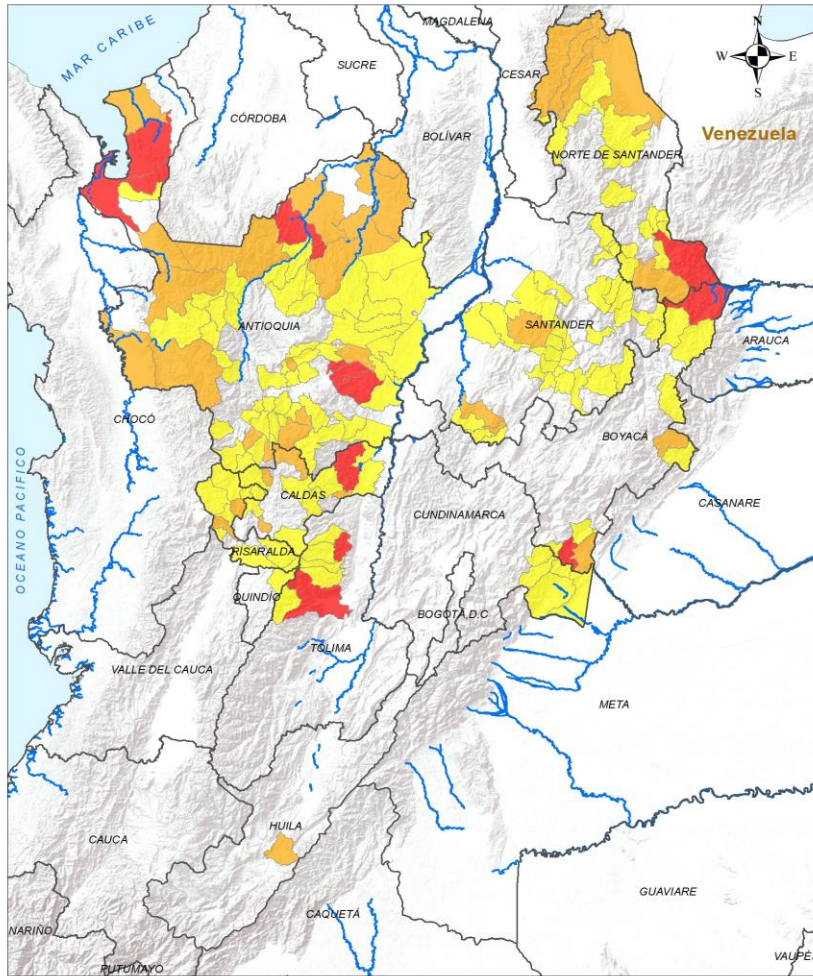 MAGDALENA
N
W E
S
MAR CARIBE
SUCRE
CESAR
CÓRDOBA
BOLÍVAR
Venezuela
NORTE DE SANTANDER
ANTIOQUIA
SANTANDER
ARAUCA
CHOCÓ
BOYACÁ
OCEANO PACIFICO
CALDAS
CASANARE
CUNDINAMARCA
RISARALDA
QUINDÍO
BOGOTÁ,D.C
TOLIMA
VALLE DEL CAUCA
META
HUILA
CAUCA
GUAVIARE
CAQUETÁ
NARIÑO
VAUPÉS
PUTUMAYO